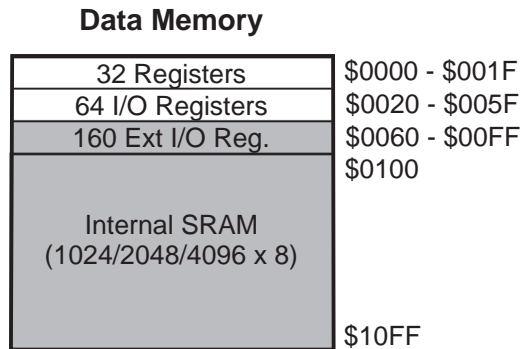 Data Memory
32 Registers $0000 - $001F
64 I/O Registers $0020 - $005F
160 Ext I/O Reg. $0060 - $00FF
$0100
Internal SRAM
(1024/2048/4096 x 8)
$10FF